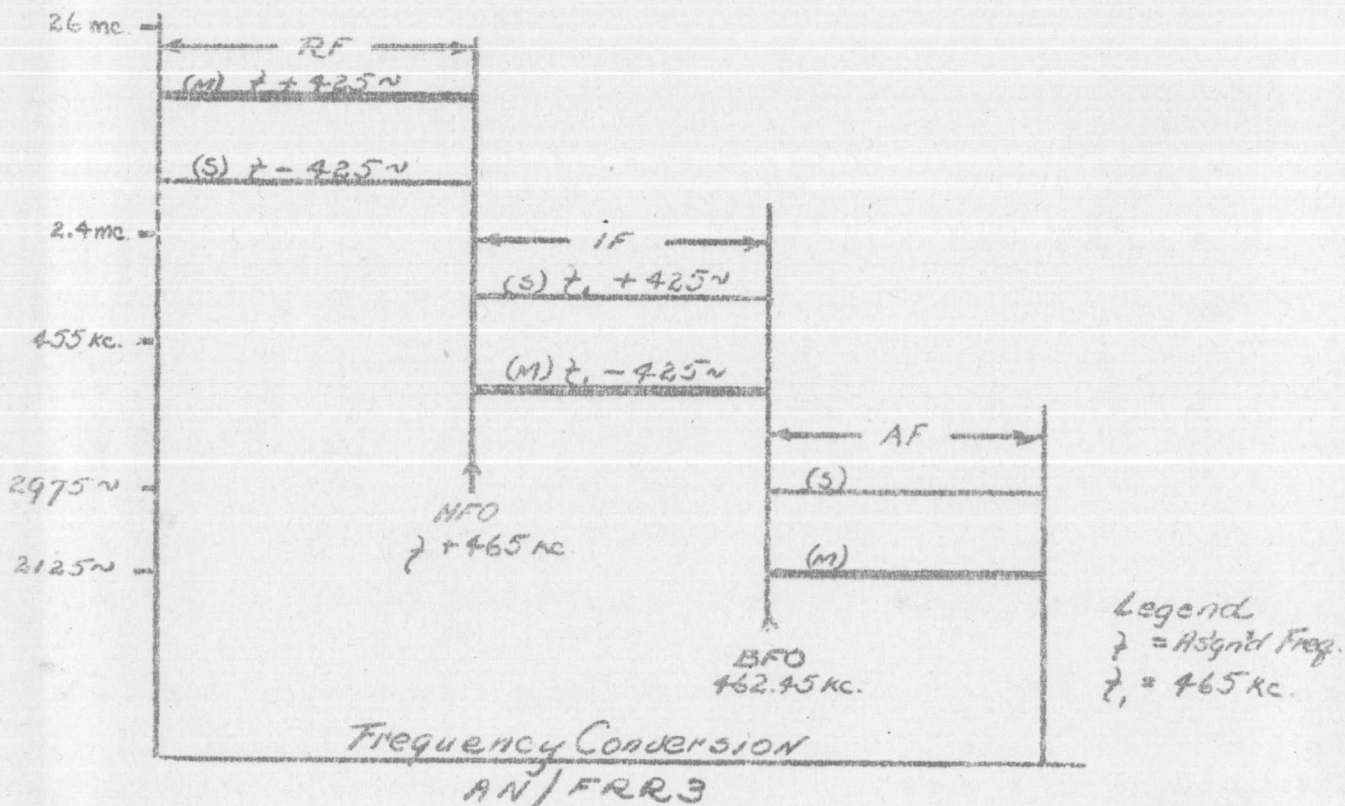 26 mc.
RF
(M) f + 425~
(S) f - 425~
2.4 mc.
IF
(S) f₁ + 425~
455 kc.
(M) f₁ - 425~
AF
2975~
(S)
HFO
f + 465 kc
2125~
(M)
BFO
462.45 kc.
Legend
f = Asgn'd Freq.
f₁ = 465 kc.
Frequency Conversion
AN/FRR3